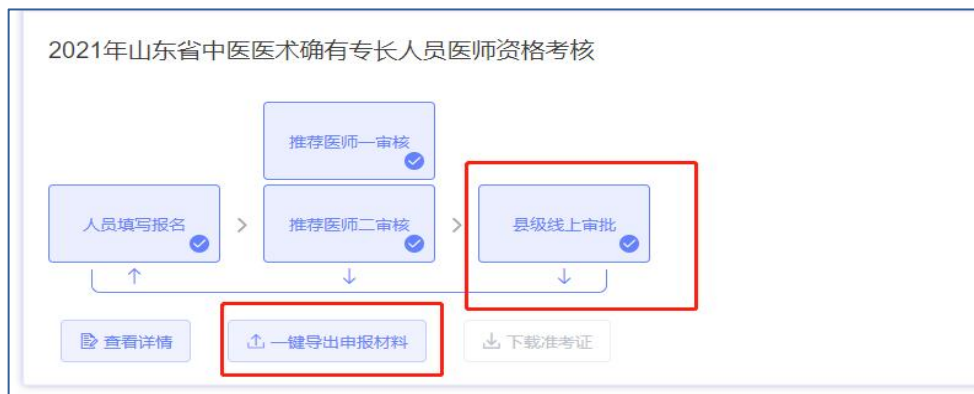 2021年山东省中医医术确有专长人员医师资格考核
推荐医师一审核
人员填写报名
推荐医师二审核
县级线上审批
查看详情
一键导出申报材料
下载准考证